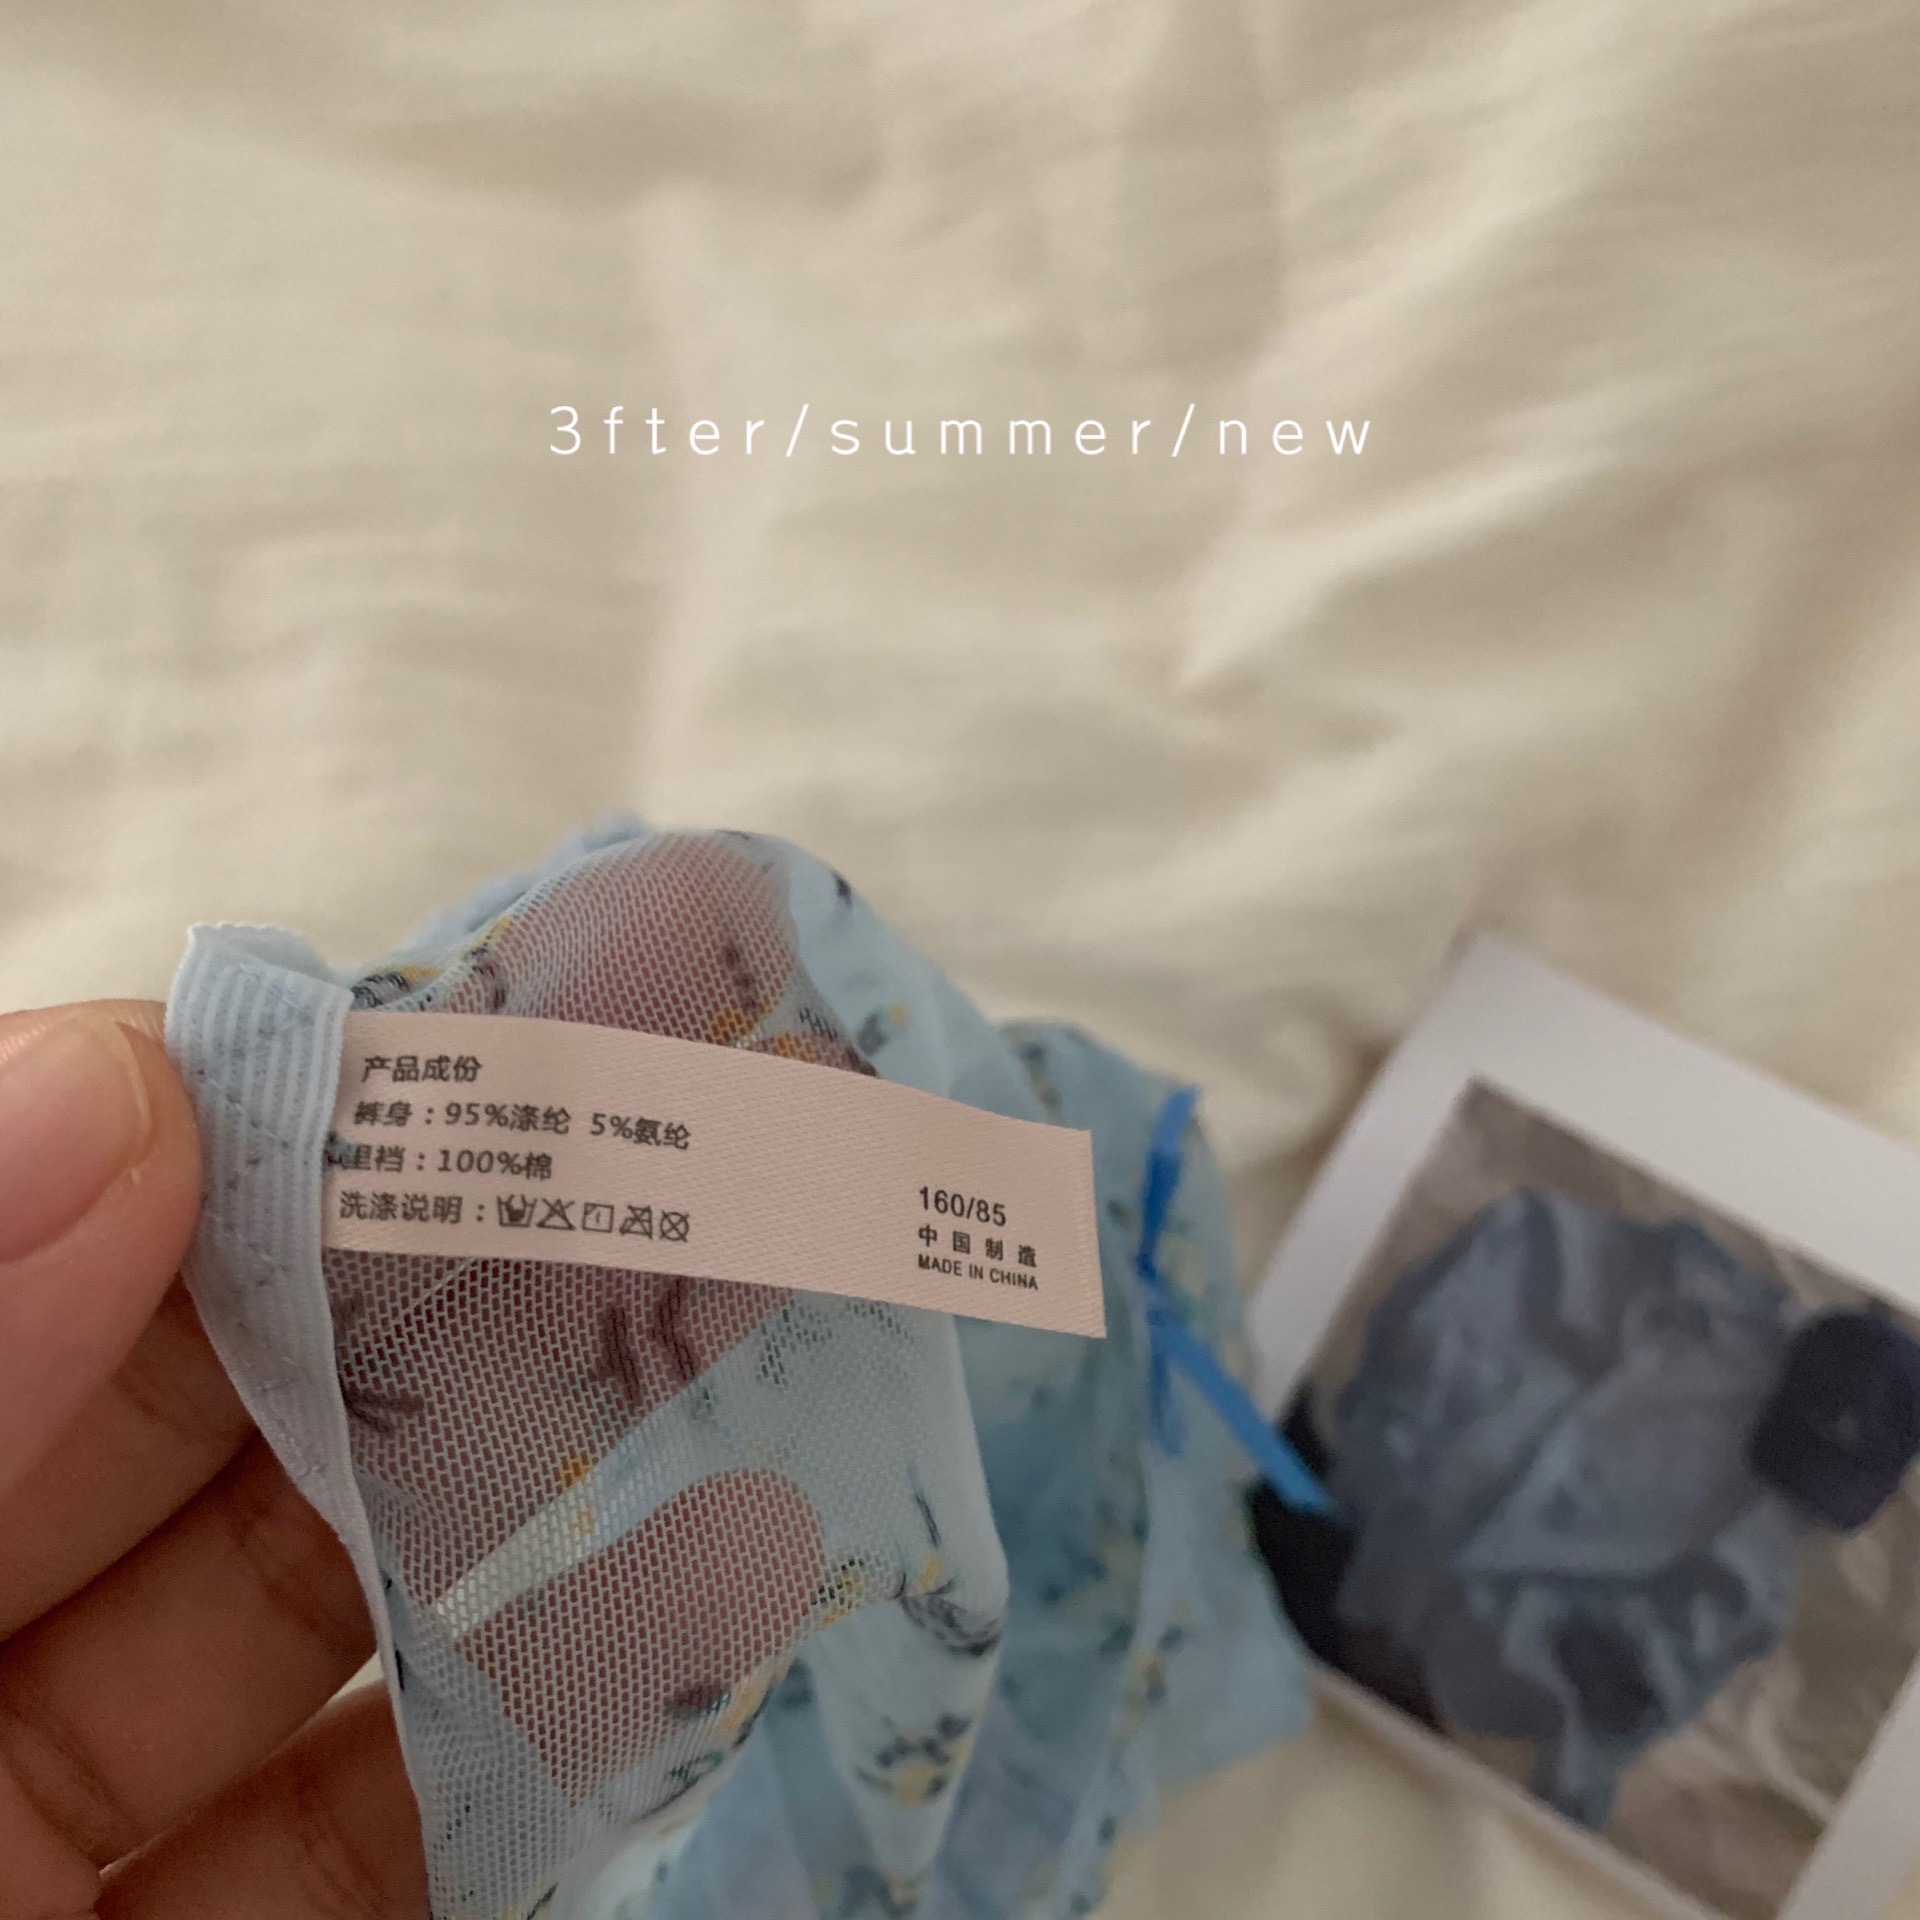 3fter/summer/new
产品成份
裤身：95%涤纶 5%氨纶
里裆：100%棉
洗涤说明：
160/85
中国制造
MADE IN CHINA